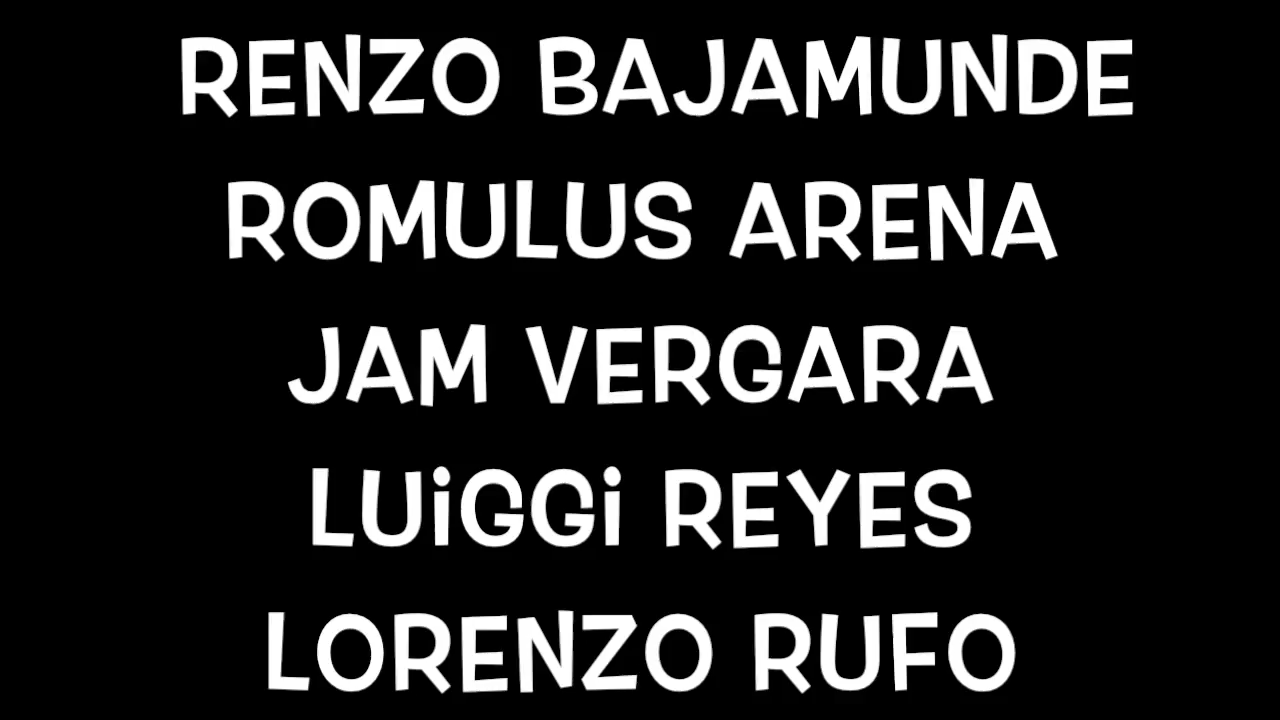 RENZO BAJAMUNDE
ROMULUS ARENA
JAM VERGARA
LUiGGi REYES
LORENZO RUFO